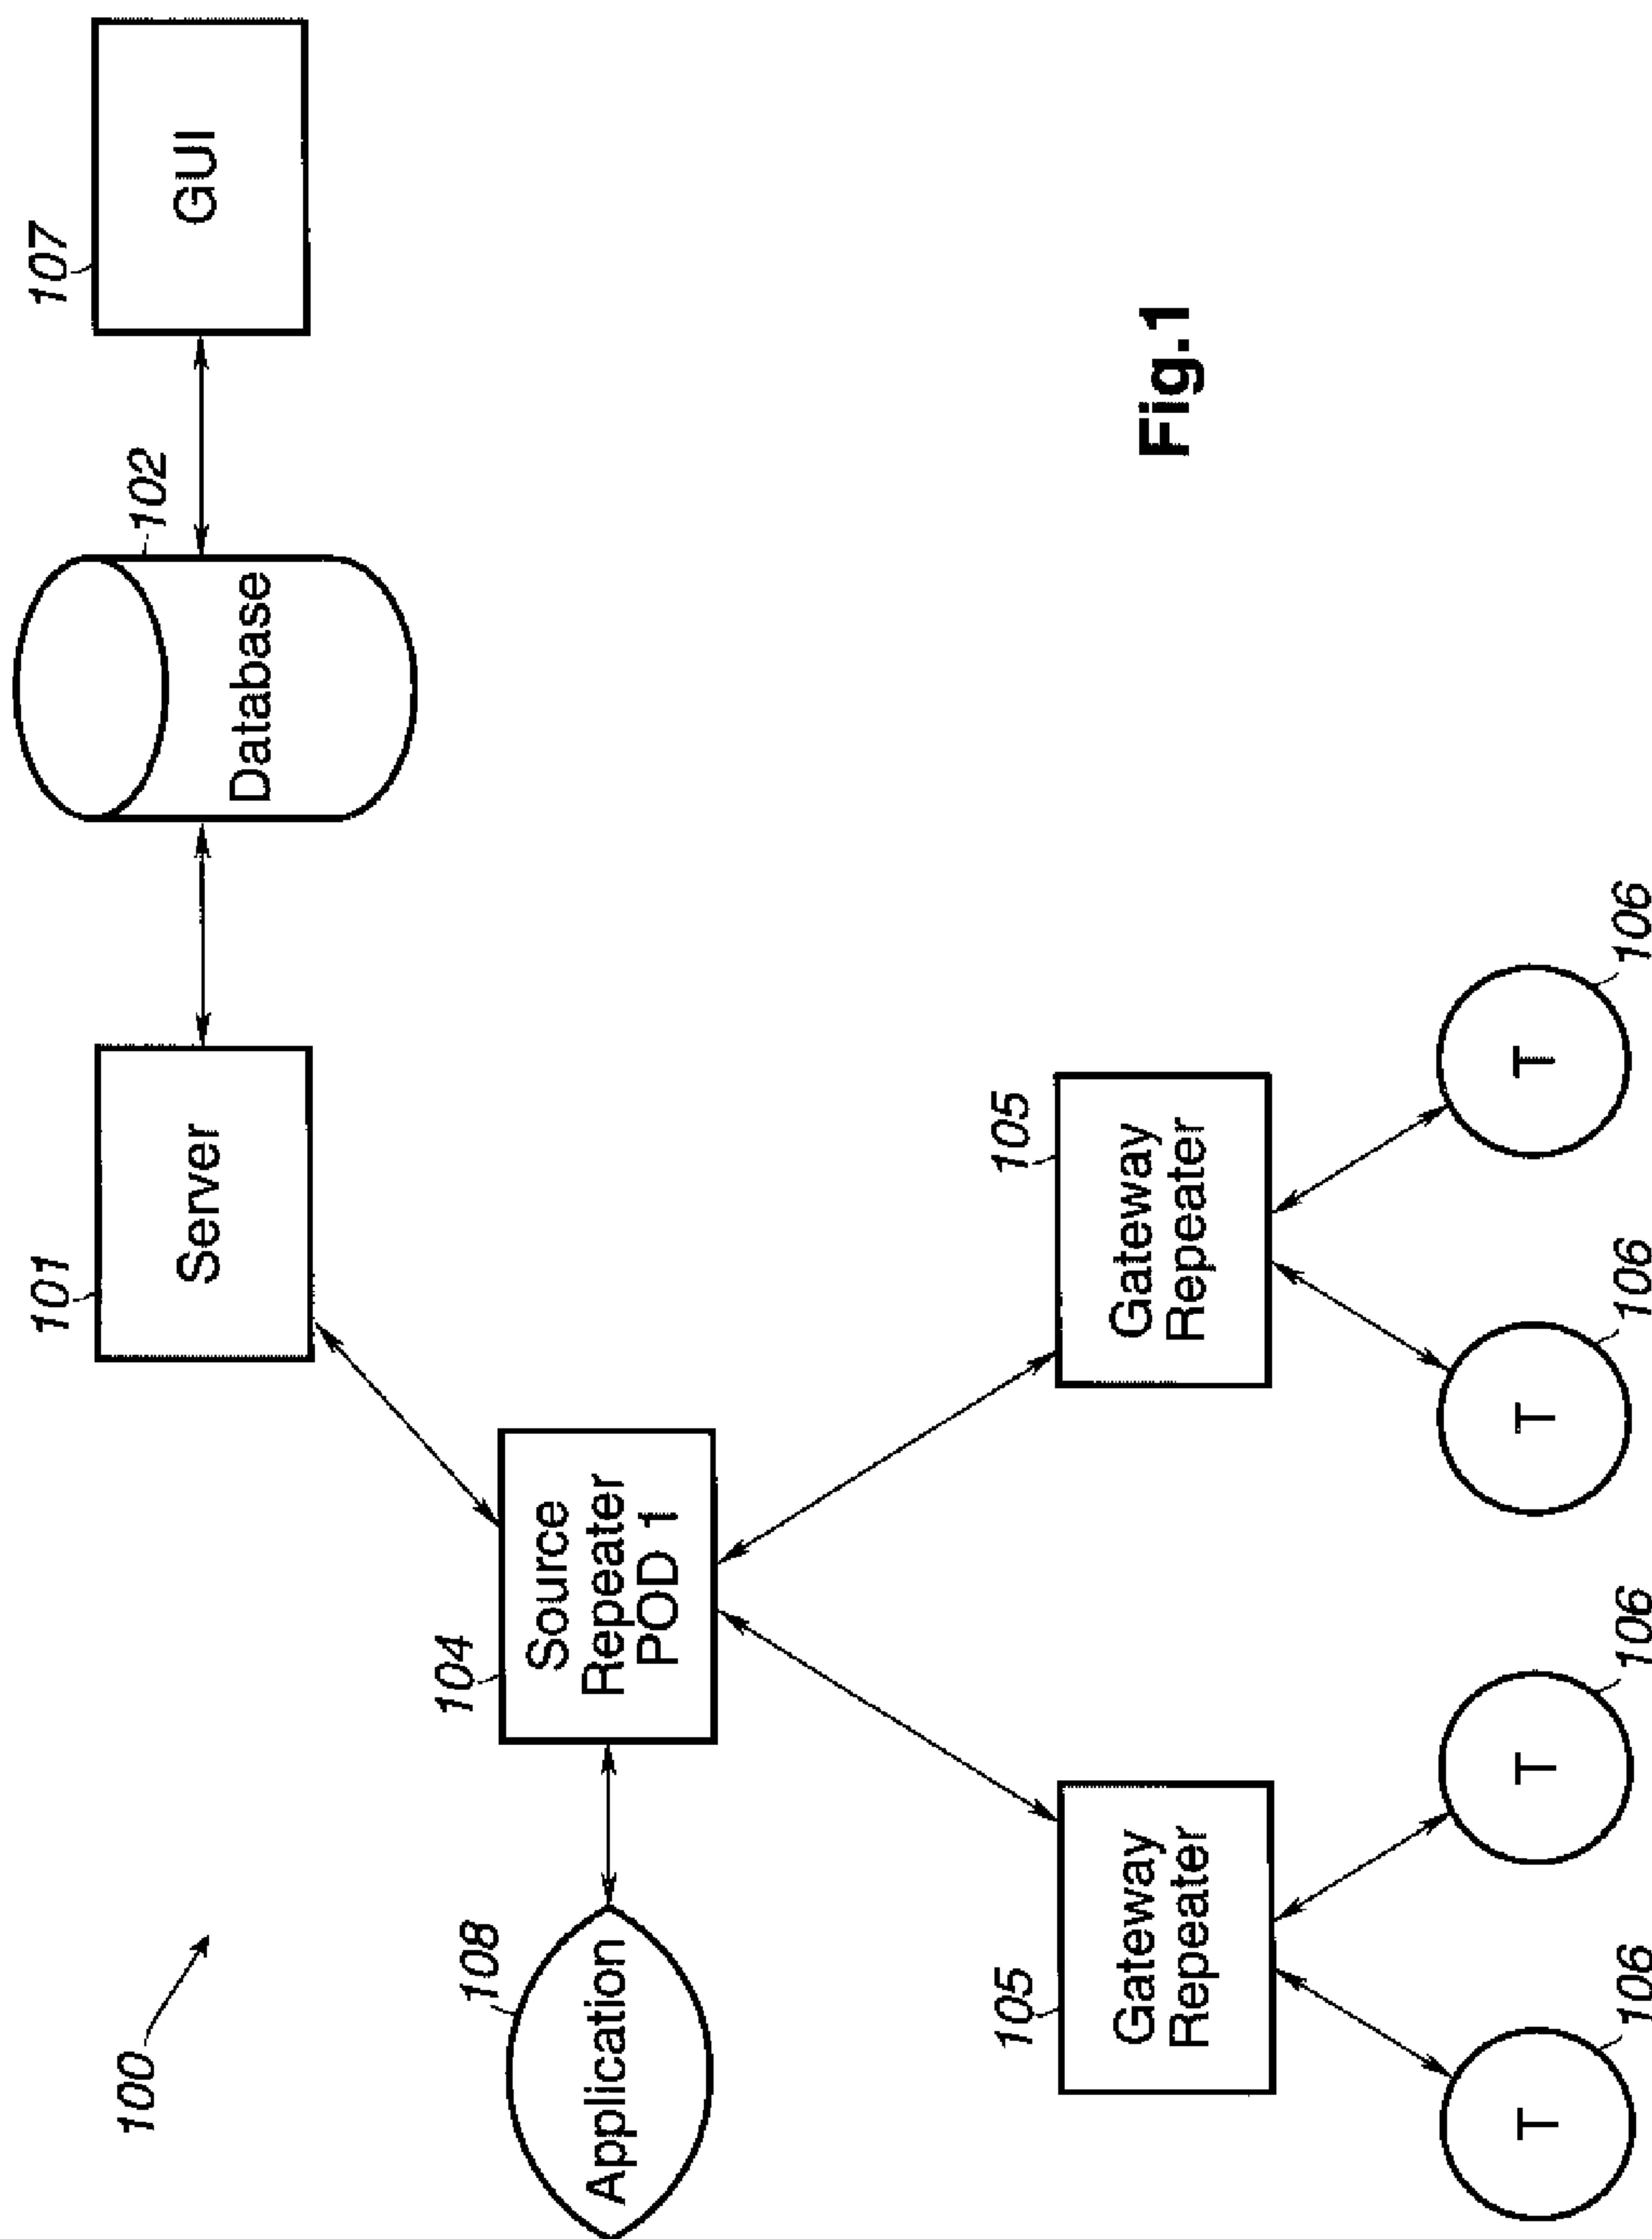 100
101
Server
102
Database
107
GUI
108
Application
104
Source
Repeater
POD 1
105
Gateway
Repeater
105
Gateway
Repeater
T
106
T
106
T
106
T
106
Fig.1